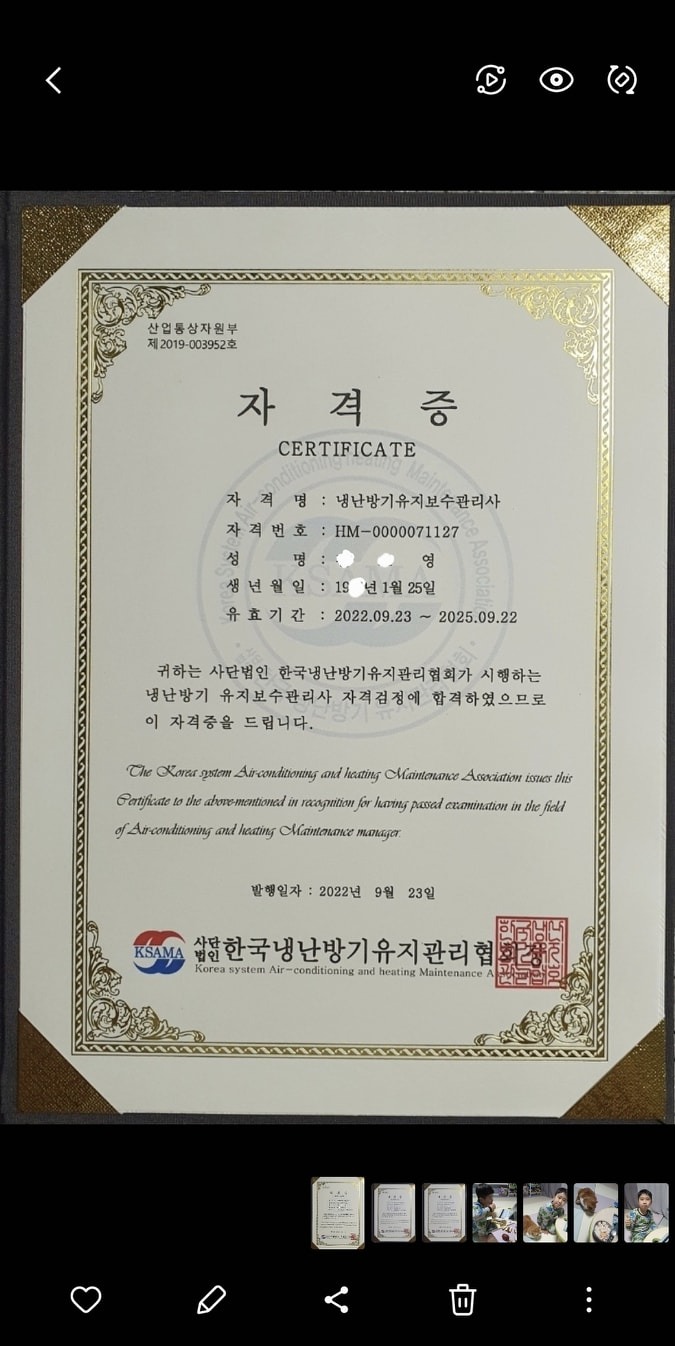 산업통상자원부
제2019-003952호
자 격 증
CERTIFICATE
자 격 명 : 냉난방기유지보수관리사
자 격 번 호 : HM-0000071127
성 명 : 영
생 년 월 일 : 19 년 1월 25일
유 효 기 간 : 2022.09.23 ~ 2025.09.22
귀하는 사단법인 한국냉난방기유지관리협회가 시행하는
냉난방기 유지보수관리사 자격검정에 합격하였으므로
이 자격증을 드립니다.
The Korea system Air-conditioning and heating Maintenance Association issues this
Certificate to the above-mentioned in recognition for having passed examination in the field
of Air-conditioning and heating Maintenance manager.
발행일자 : 2022년 9월 23일
KSAMA 사단법인 한국냉난방기유지관리협회장
Korea system Air-conditioning and heating Maintenance